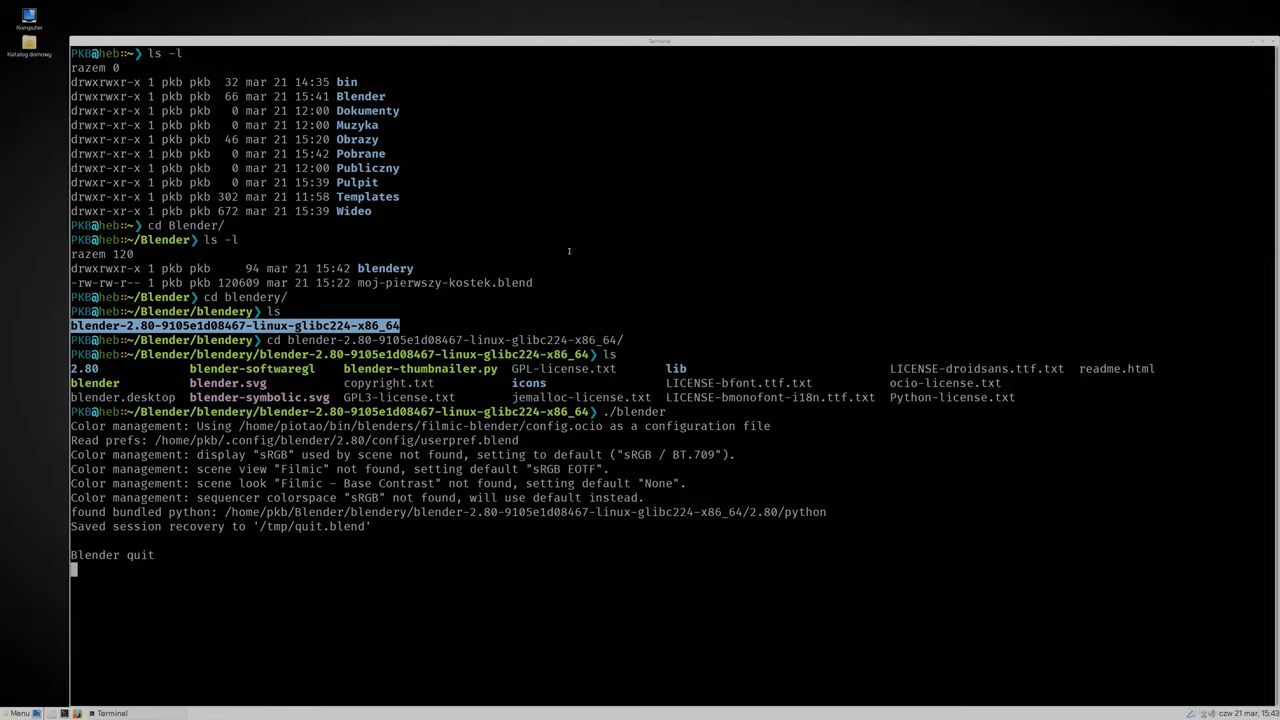 Komputer
Katalog domowy
Terminal
PKB@heb::~❯ ls -l
razem 0
drwxrwxr-x 1 pkb pkb  32 mar 21 14:35 bin
drwxrwxr-x 1 pkb pkb  66 mar 21 15:41 Blender
drwxr-xr-x 1 pkb pkb   0 mar 21 12:00 Dokumenty
drwxr-xr-x 1 pkb pkb   0 mar 21 12:00 Muzyka
drwxr-xr-x 1 pkb pkb  46 mar 21 15:20 Obrazy
drwxr-xr-x 1 pkb pkb   0 mar 21 15:42 Pobrane
drwxr-xr-x 1 pkb pkb   0 mar 21 12:00 Publiczny
drwxr-xr-x 1 pkb pkb   0 mar 21 15:39 Pulpit
drwxr-xr-x 1 pkb pkb 302 mar 21 11:58 Templates
drwxr-xr-x 1 pkb pkb 672 mar 21 15:39 Wideo
PKB@heb::~❯ cd Blender/
PKB@heb::~/Blender❯ ls -l
razem 120
drwxrwxr-x 1 pkb pkb     94 mar 21 15:42 blendery
-rw-rw-r-- 1 pkb pkb 120609 mar 21 15:22 moj-pierwszy-kostek.blend
PKB@heb::~/Blender❯ cd blendery/
PKB@heb::~/Blender/blendery❯ ls
blender-2.80-9105e1d08467-linux-glibc224-x86_64
PKB@heb::~/Blender/blendery❯ cd blender-2.80-9105e1d08467-linux-glibc224-x86_64/
PKB@heb::~/Blender/blendery/blender-2.80-9105e1d08467-linux-glibc224-x86_64❯ ls
2.80 blender-softwaregl blender-thumbnailer.py GPL-license.txt lib LICENSE-droidsans.ttf.txt readme.html
blender blender.svg copyright.txt icons LICENSE-bfont.ttf.txt ocio-license.txt
blender.desktop blender-symbolic.svg GPL3-license.txt jemalloc-license.txt LICENSE-bmonofont-i18n.ttf.txt Python-license.txt
PKB@heb::~/Blender/blendery/blender-2.80-9105e1d08467-linux-glibc224-x86_64❯ ./blender
Color management: Using /home/piotao/bin/blenders/filmic-blender/config.ocio as a configuration file
Read prefs: /home/pkb/.config/blender/2.80/config/userpref.blend
Color management: display "sRGB" used by scene not found, setting to default ("sRGB / BT.709").
Color management: scene view "Filmic" not found, setting default "sRGB EOTF".
Color management: scene look "Filmic - Base Contrast" not found, setting default "None".
Color management: sequencer colorspace "sRGB" not found, will use default instead.
found bundled python: /home/pkb/Blender/blendery/blender-2.80-9105e1d08467-linux-glibc224-x86_64/2.80/python
Saved session recovery to '/tmp/quit.blend'
Blender quit
Menu Terminal czw 21 mar, 15:43